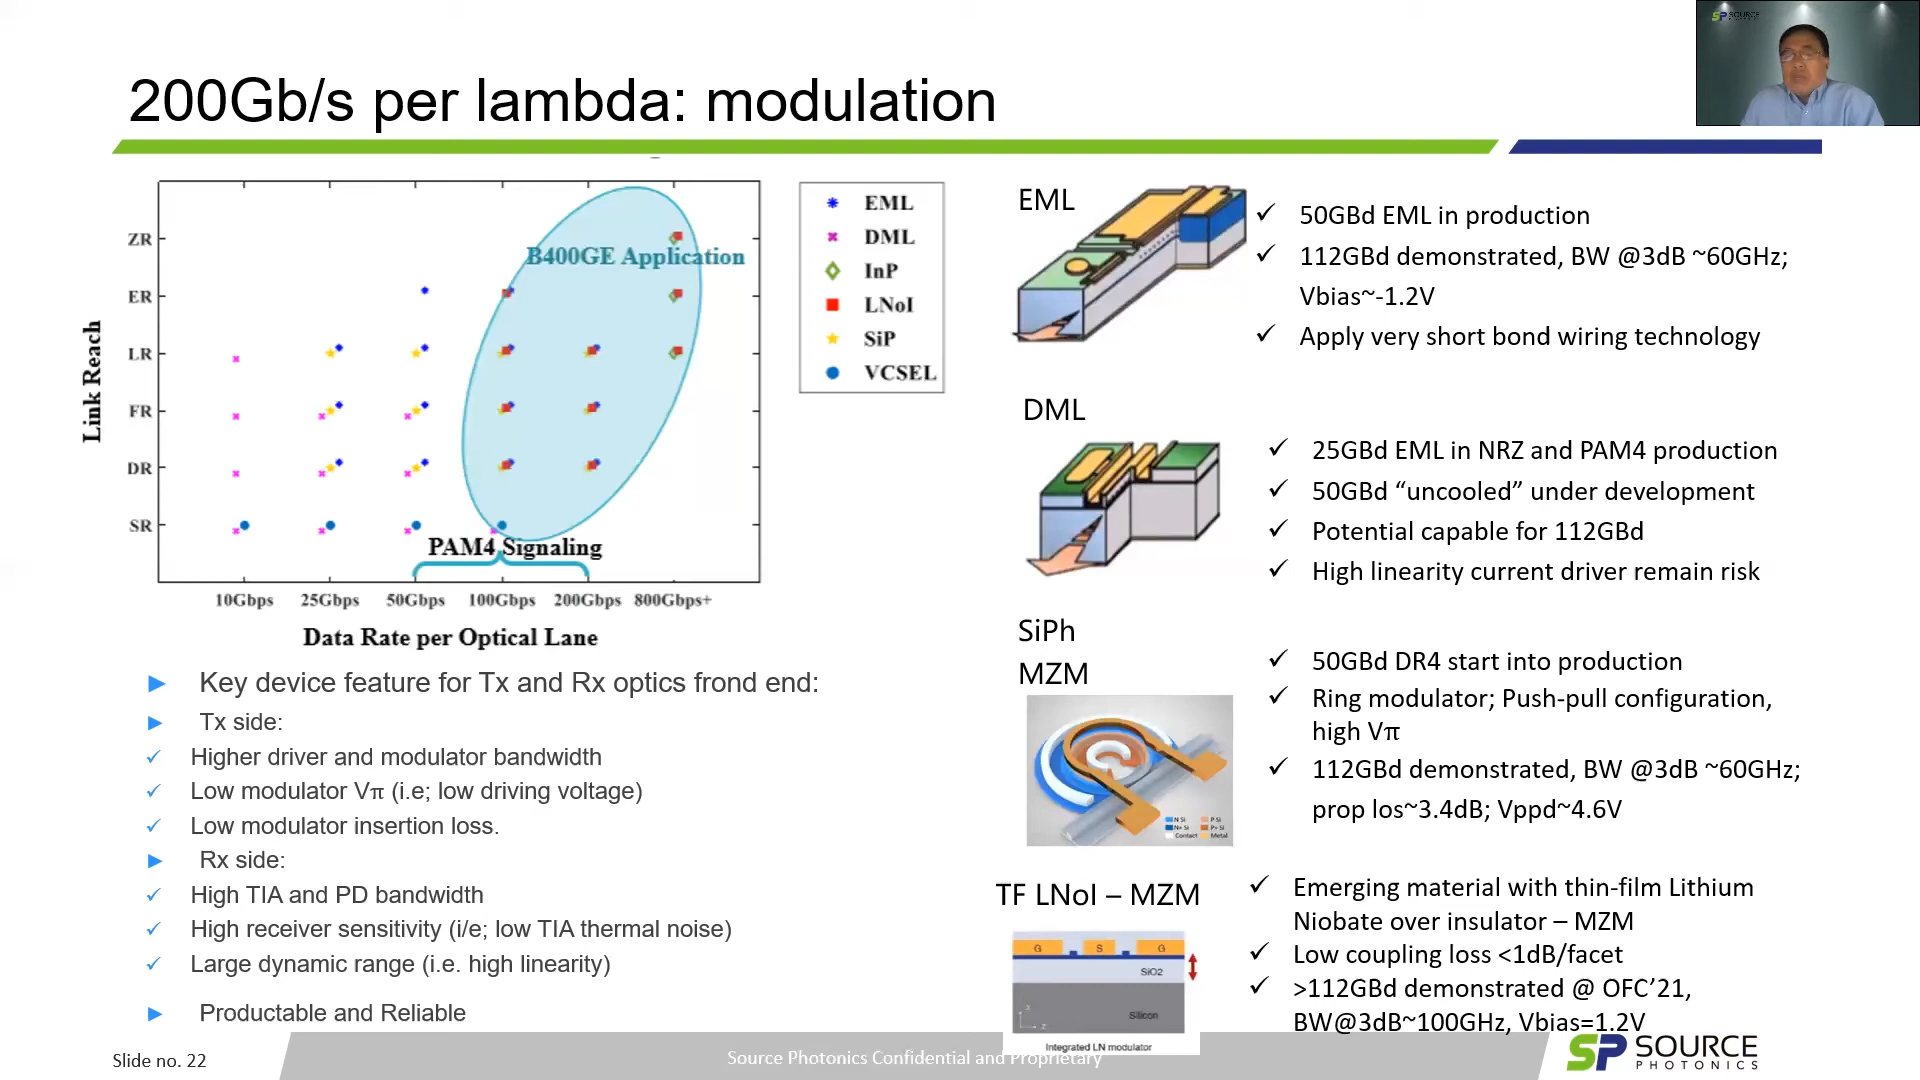 SP SOURCE
200Gb/s per lambda: modulation
B400GE Application
ZR
ER
LR
FR
DR
SR
Link Reach
PAM4 Signaling
10Gbps 25Gbps 50Gbps 100Gbps 200Gbps 800Gbps+
Data Rate per Optical Lane
EML
DML
InP
LNoI
SiP
VCSEL
Key device feature for Tx and Rx optics frond end:
Tx side:
Higher driver and modulator bandwidth
Low modulator Vπ (i.e; low driving voltage)
Low modulator insertion loss.
Rx side:
High TIA and PD bandwidth
High receiver sensitivity (i/e; low TIA thermal noise)
Large dynamic range (i.e. high linearity)
Productable and Reliable
EML
50GBd EML in production
112GBd demonstrated, BW @3dB ~60GHz;
Vbias~-1.2V
Apply very short bond wiring technology
DML
25GBd EML in NRZ and PAM4 production
50GBd “uncooled” under development
Potential capable for 112GBd
High linearity current driver remain risk
SiPh
MZM
N Si P Si
N+ Si P+ Si
Contact Metal
50GBd DR4 start into production
Ring modulator; Push-pull configuration,
high Vπ
112GBd demonstrated, BW @3dB ~60GHz;
prop los~3.4dB; Vppd~4.6V
TF LNoI – MZM
G S G
SiO2
Silicon
Integrated LN modulator
Emerging material with thin-film Lithium
Niobate over insulator – MZM
Low coupling loss <1dB/facet
>112GBd demonstrated @ OFC’21,
BW@3dB~100GHz, Vbias=1.2V
Slide no. 22
Source Photonics Confidential and Proprietary
SP SOURCE
PHOTONICS